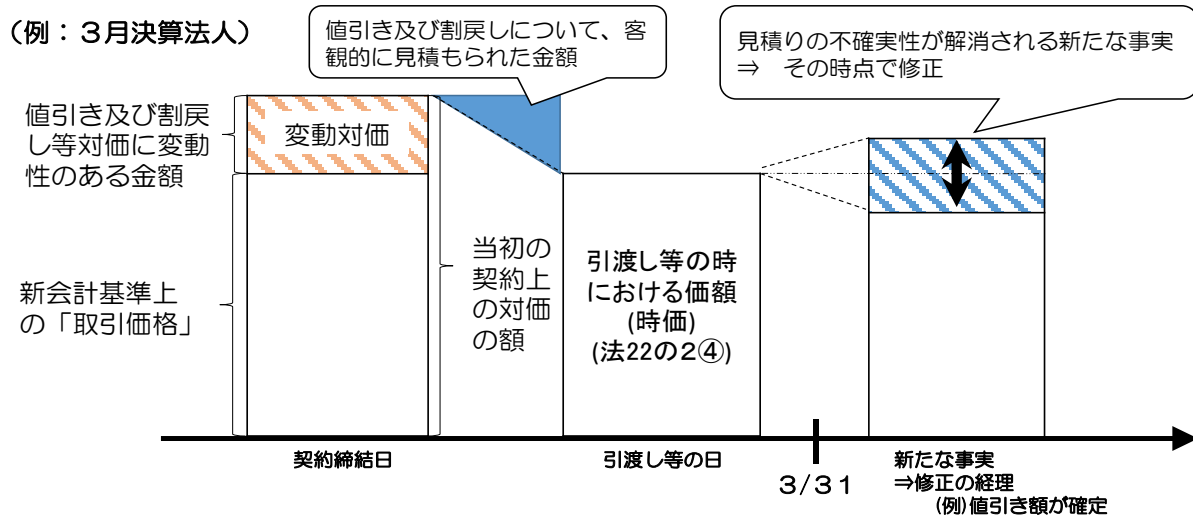 （例：３月決算法人）
値引き及び割戻しについて、客
観的に見積もられた金額
見積りの不確実性が解消される新たな事実
⇒　その時点で修正
値引き及び割戻
し等対価に変動
性のある金額
変動対価
新会計基準上
の「取引価格」
当初の
契約上
の対価
の額
引渡し等の時
における価額
(時価)
(法22の２④)
契約締結日
引渡し等の日
３/３１
新たな事実
⇒修正の経理
(例)値引き額が確定